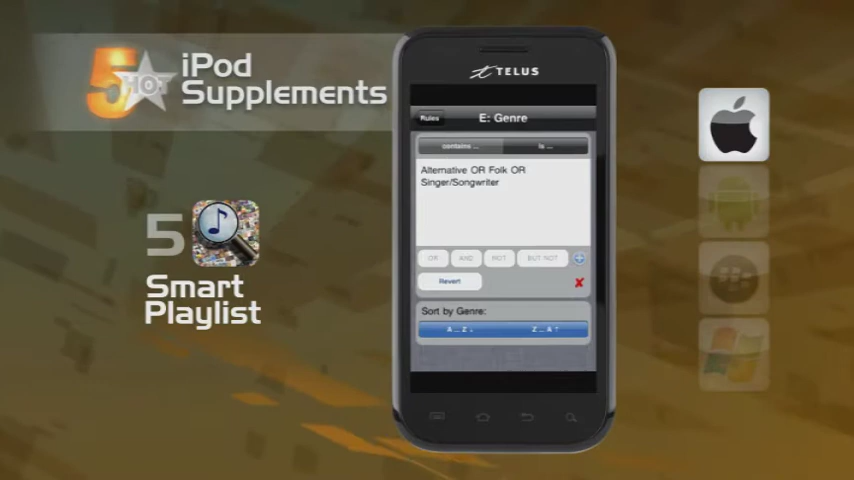 5 HOT
iPod
Supplements
TELUS
Rules
E: Genre
contains ...
is ...
Alternative OR Folk OR
Singer/Songwriter
OR
AND
NOT
BUT NOT
Revert
Sort by Genre:
A ... Z ↓
Z ... A ↑
5
Smart
Playlist